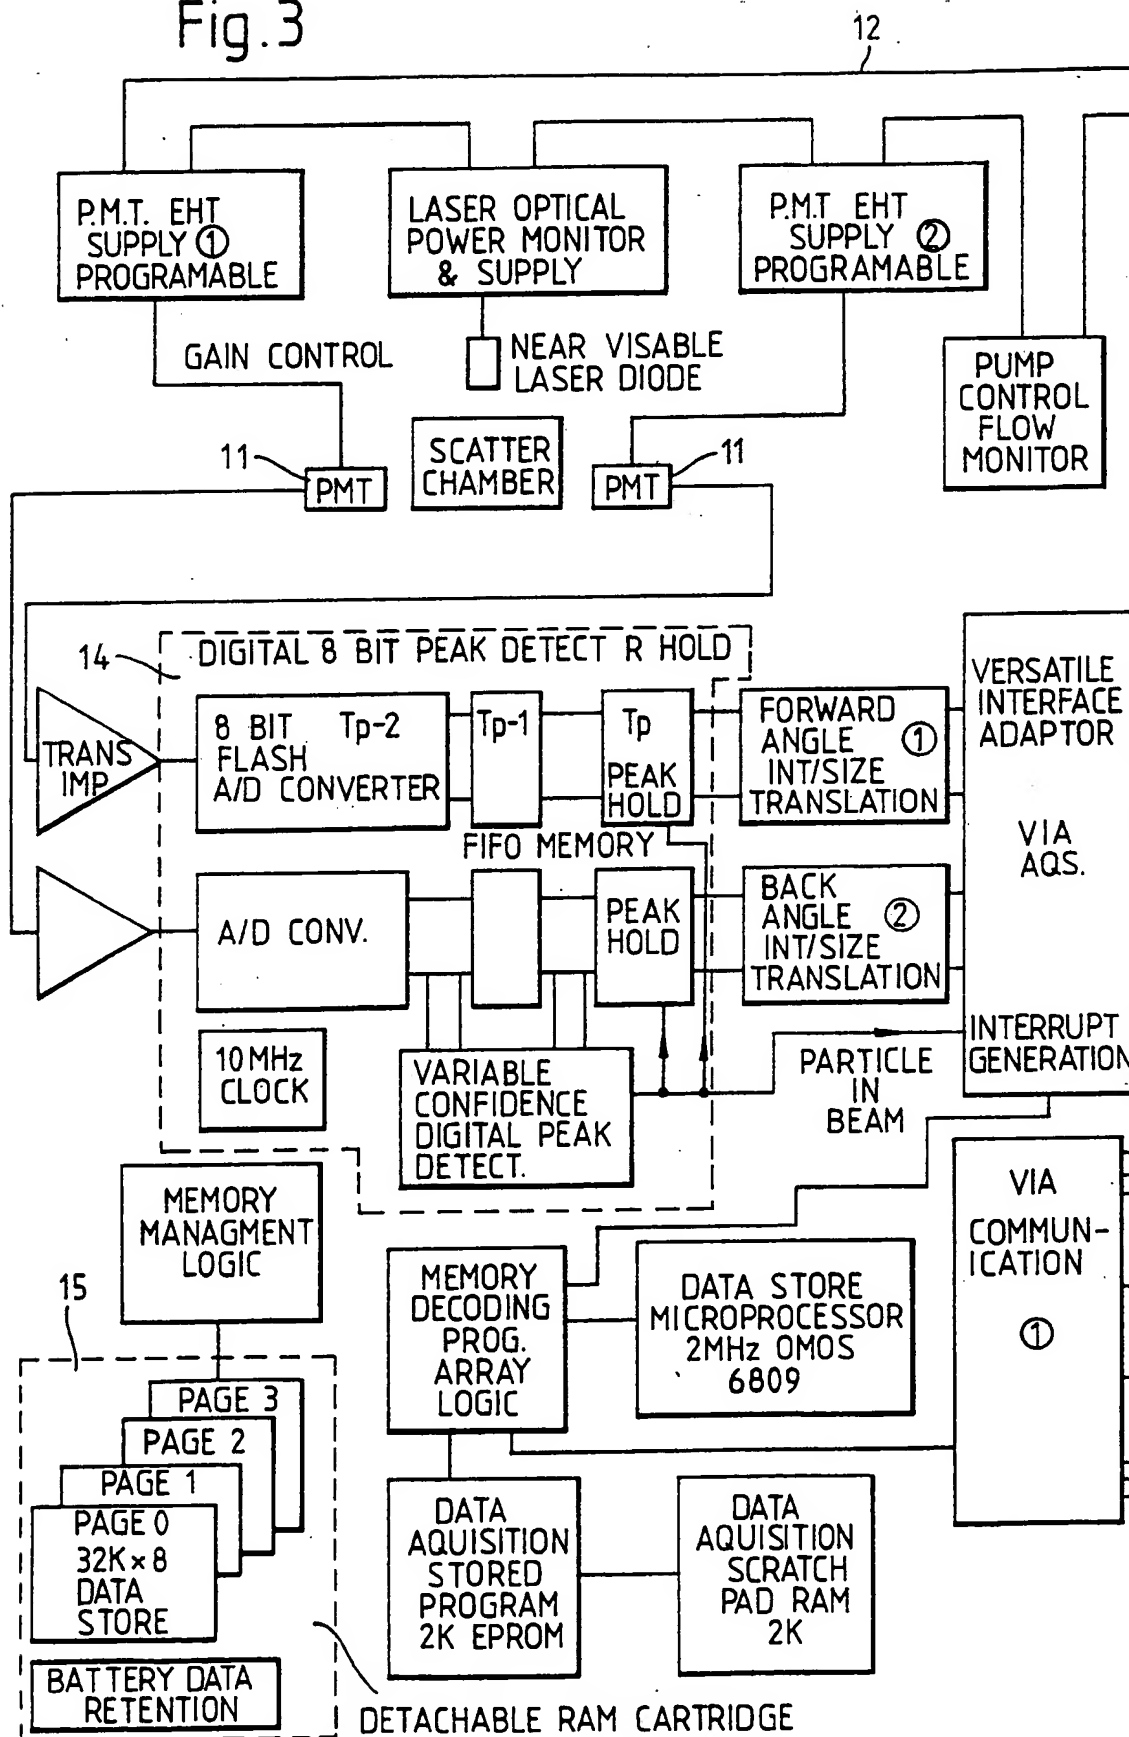 Fig.3
12
P.M.T. EHT
SUPPLY ①
PROGRAMABLE
LASER OPTICAL
POWER MONITOR
& SUPPLY
P.M.T EHT
SUPPLY ②
PROGRAMABLE
GAIN CONTROL
NEAR VISABLE
LASER DIODE
PUMP
CONTROL
FLOW
MONITOR
11
PMT
SCATTER
CHAMBER
PMT
11
14
DIGITAL 8 BIT PEAK DETECT R HOLD
TRANS
IMP
8 BIT Tp-2
FLASH
A/D CONVERTER
Tp-1
Tp
PEAK
HOLD
FORWARD
ANGLE ①
INT/SIZE
TRANSLATION
VERSATILE
INTERFACE
ADAPTOR
VIA
AQS.
INTERRUPT
GENERATION
FIFO MEMORY
A/D CONV.
PEAK
HOLD
BACK
ANGLE ②
INT/SIZE
TRANSLATION
10MHz
CLOCK
VARIABLE
CONFIDENCE
DIGITAL PEAK
DETECT.
PARTICLE
IN
BEAM
MEMORY
MANAGMENT
LOGIC
VIA
COMMUN-
ICATION
①
MEMORY
DECODING
PROG.
ARRAY
LOGIC
DATA STORE
MICROPROCESSOR
2MHz OMOS
6809
15
PAGE 3
PAGE 2
PAGE 1
PAGE 0
32K×8
DATA
STORE
DATA
AQUISITION
STORED
PROGRAM
2K EPROM
DATA
AQUISITION
SCRATCH
PAD RAM
2K
BATTERY DATA
RETENTION
DETACHABLE RAM CARTRIDGE